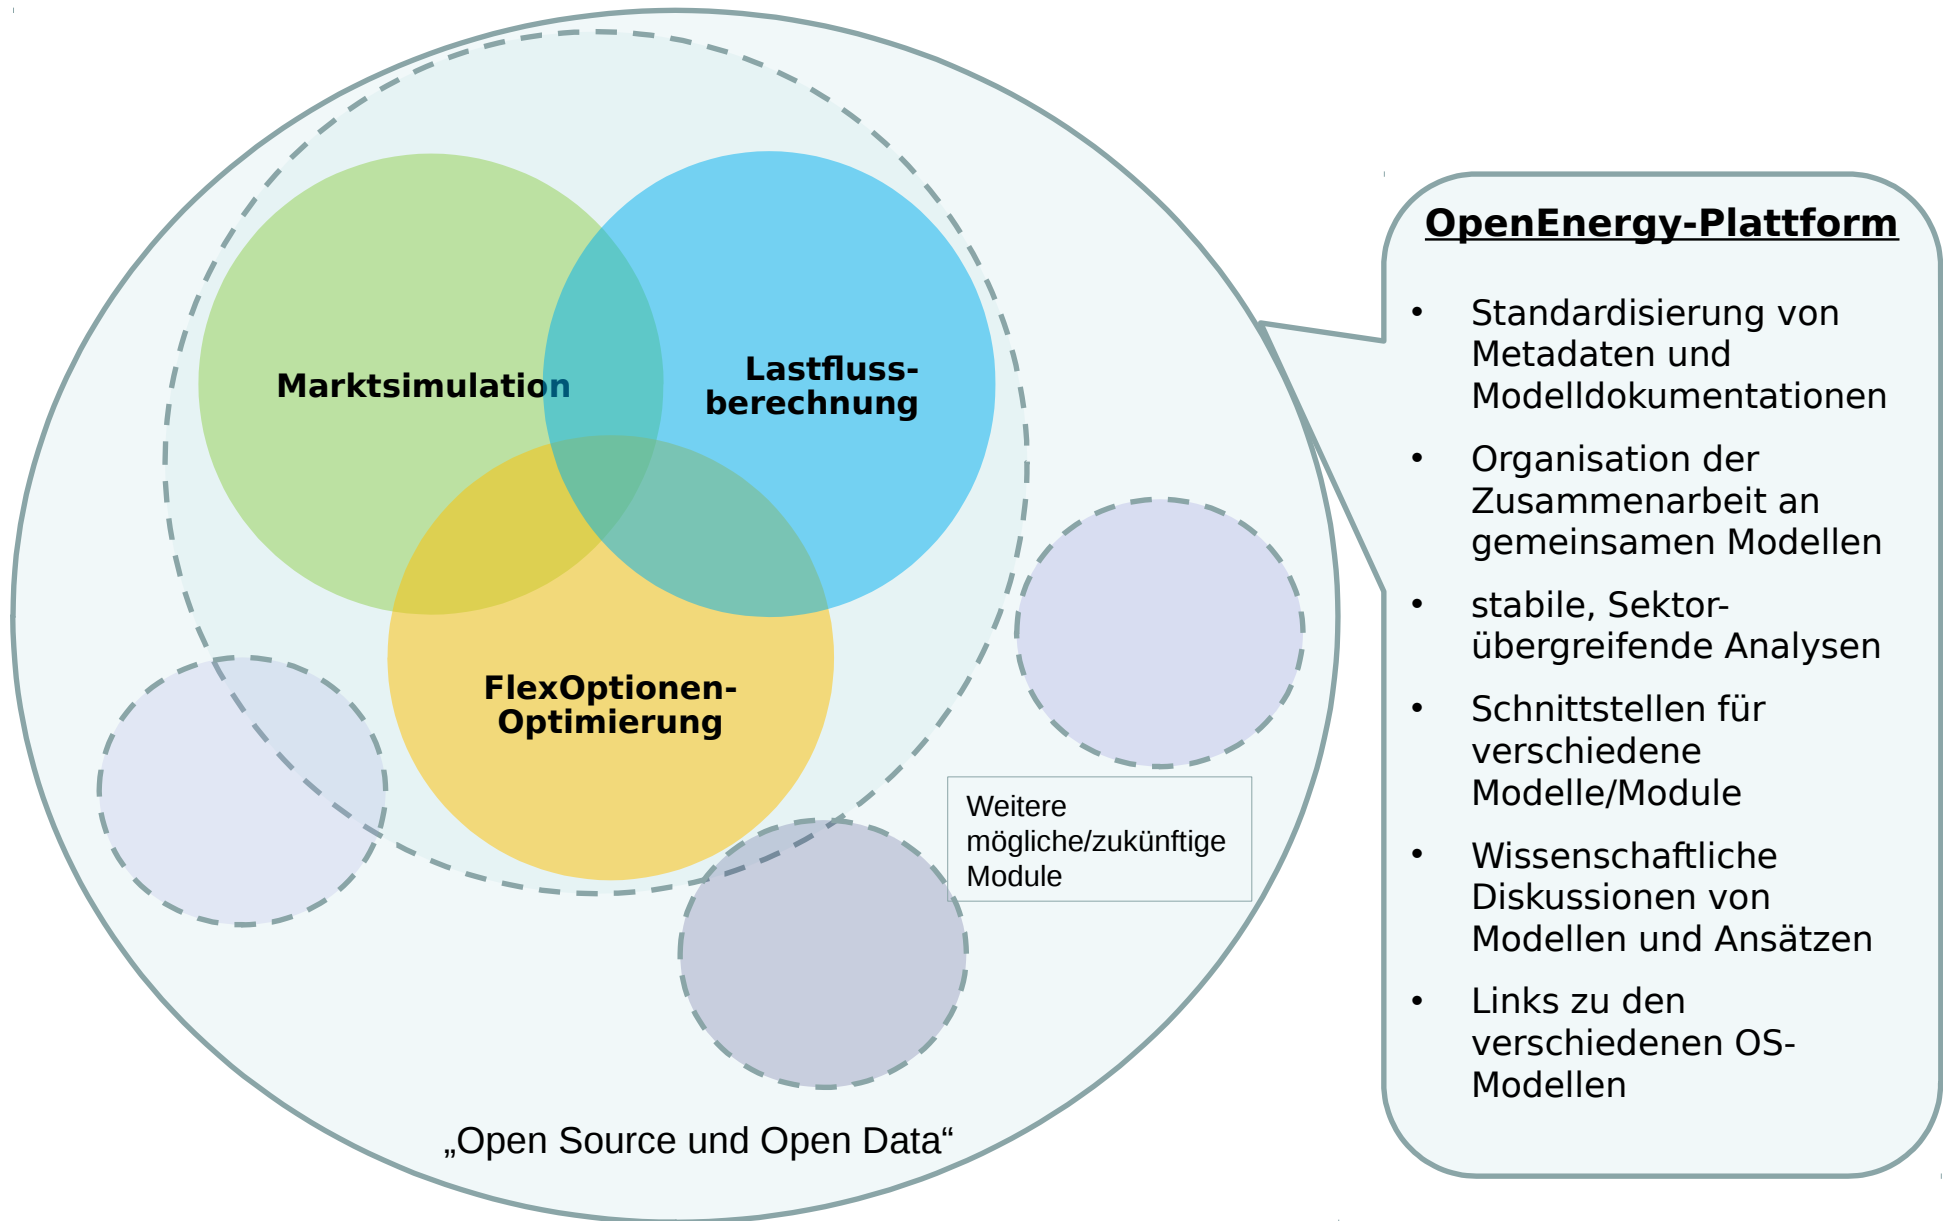 Marktsimulation
Lastfluss-
berechnung
FlexOptionen-
Optimierung
Weitere
mögliche/zukünftige
Module
„Open Source und Open Data“
OpenEnergy-Plattform
• Standardisierung von
Metadaten und
Modelldokumentationen
• Organisation der
Zusammenarbeit an
gemeinsamen Modellen
• stabile, Sektor-
übergreifende Analysen
• Schnittstellen für
verschiedene
Modelle/Module
• Wissenschaftliche
Diskussionen von
Modellen und Ansätzen
• Links zu den
verschiedenen OS-
Modellen